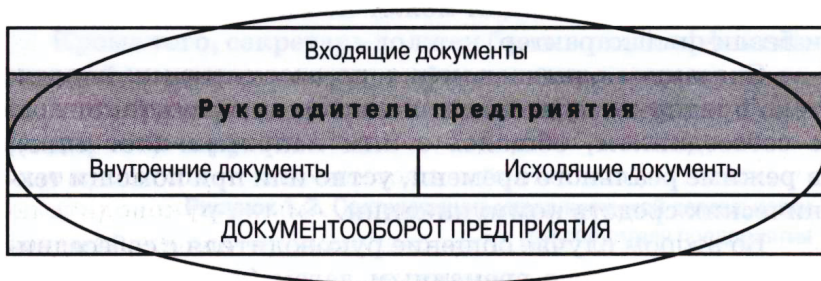 Входящие документы
Руководитель предприятия
Внутренние документы Исходящие документы
ДОКУМЕНТООБОРОТ ПРЕДПРИЯТИЯ